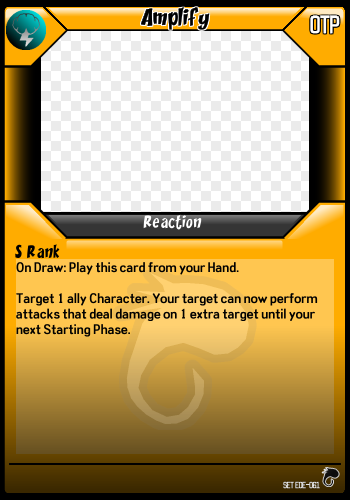 Amplify
OTP
Reaction
S Rank
On Draw: Play this card from your Hand.
Target 1 ally Character. Your target can now perform
attacks that deal damage on 1 extra target until your
next Starting Phase.
SET EDE-061